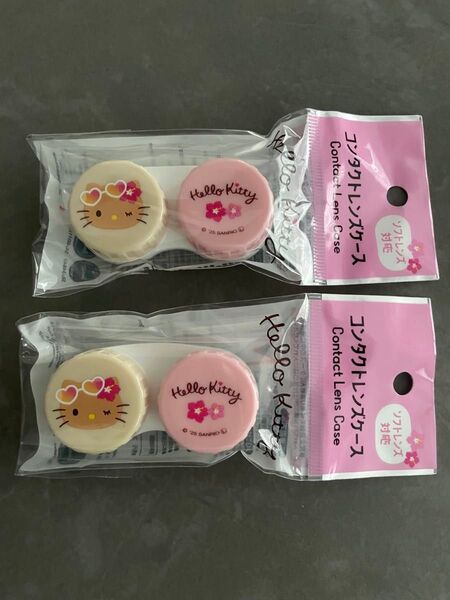 コンタクトレンズケース
Contact Lens Case
ソフトレンズ
対応
Hello Kitty
Hello Kitty
© '25 SANRIO Ⓛ
コンタクトレンズケース
Contact Lens Case
ソフトレンズ
対応
Hello Kitty
Hello Kitty
© '25 SANRIO Ⓛ